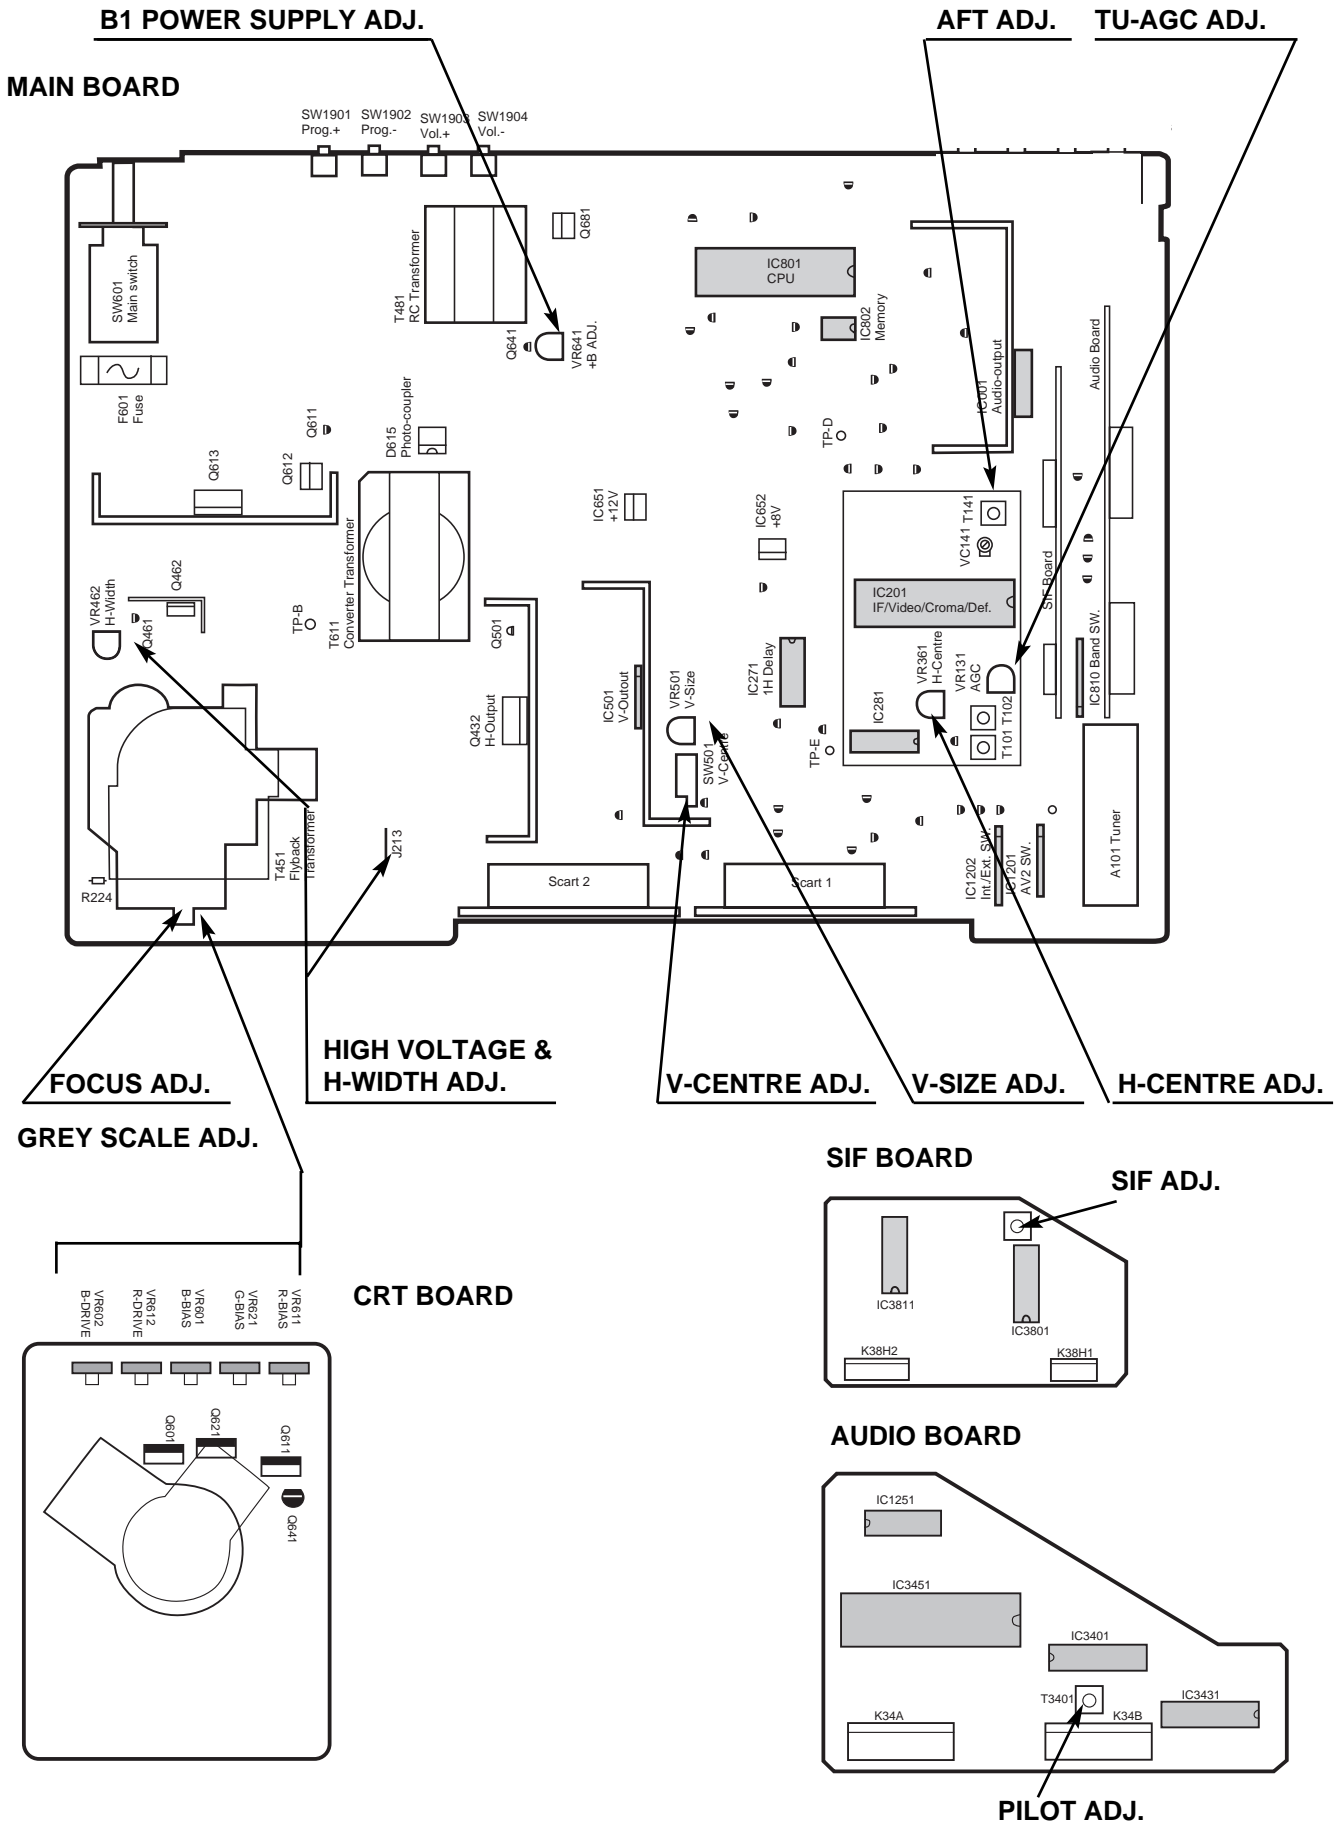 B1 POWER SUPPLY ADJ.
AFT ADJ.
TU-AGC ADJ.
MAIN BOARD
SW1901
Prog.+
SW1902
Prog.-
SW1903
Vol.+
SW1904
Vol.-
SW601
Main switch
F601
Fuse
T481
RC Transformer
Q681
Q641
VR641
+B ADJ.
IC801
CPU
IC802
Memory
IC001
Audio-output
Audio Board
Q611
D615
Photo-coupler
Q613
Q612
TP-D
IC651
+12V
IC652
+8V
T141
VC141
SIF Board
VR462
H-Width
Q462
Q461
TP-B
T611
Converter Transformer
Q501
IC201
IF/Video/Croma/Def.
IC501
V-Outout
VR501
V-Size
IC271
1H Delay
VR361
H-Centre
VR131
AGC
IC810 Band SW.
Q432
H-Output
SW501
V-Centre
IC281
TP-E
T101
T102
T451
Flyback
Transformer
R224
J213
Scart 2
Scart 1
IC1202
Int./Ext. SW.
IC1201
AV2 SW.
A101 Tuner
HIGH VOLTAGE &
H-WIDTH ADJ.
FOCUS ADJ.
V-CENTRE ADJ.
V-SIZE ADJ.
H-CENTRE ADJ.
GREY SCALE ADJ.
SIF BOARD
SIF ADJ.
IC3811
IC3801
K38H2
K38H1
CRT BOARD
VR602
B-DRIVE
VR612
R-DRIVE
VR601
B-BIAS
VR621
G-BIAS
VR611
R-BIAS
Q601
Q621
Q611
Q641
AUDIO BOARD
IC1251
IC3451
IC3401
T3401
IC3431
K34A
K34B
PILOT ADJ.